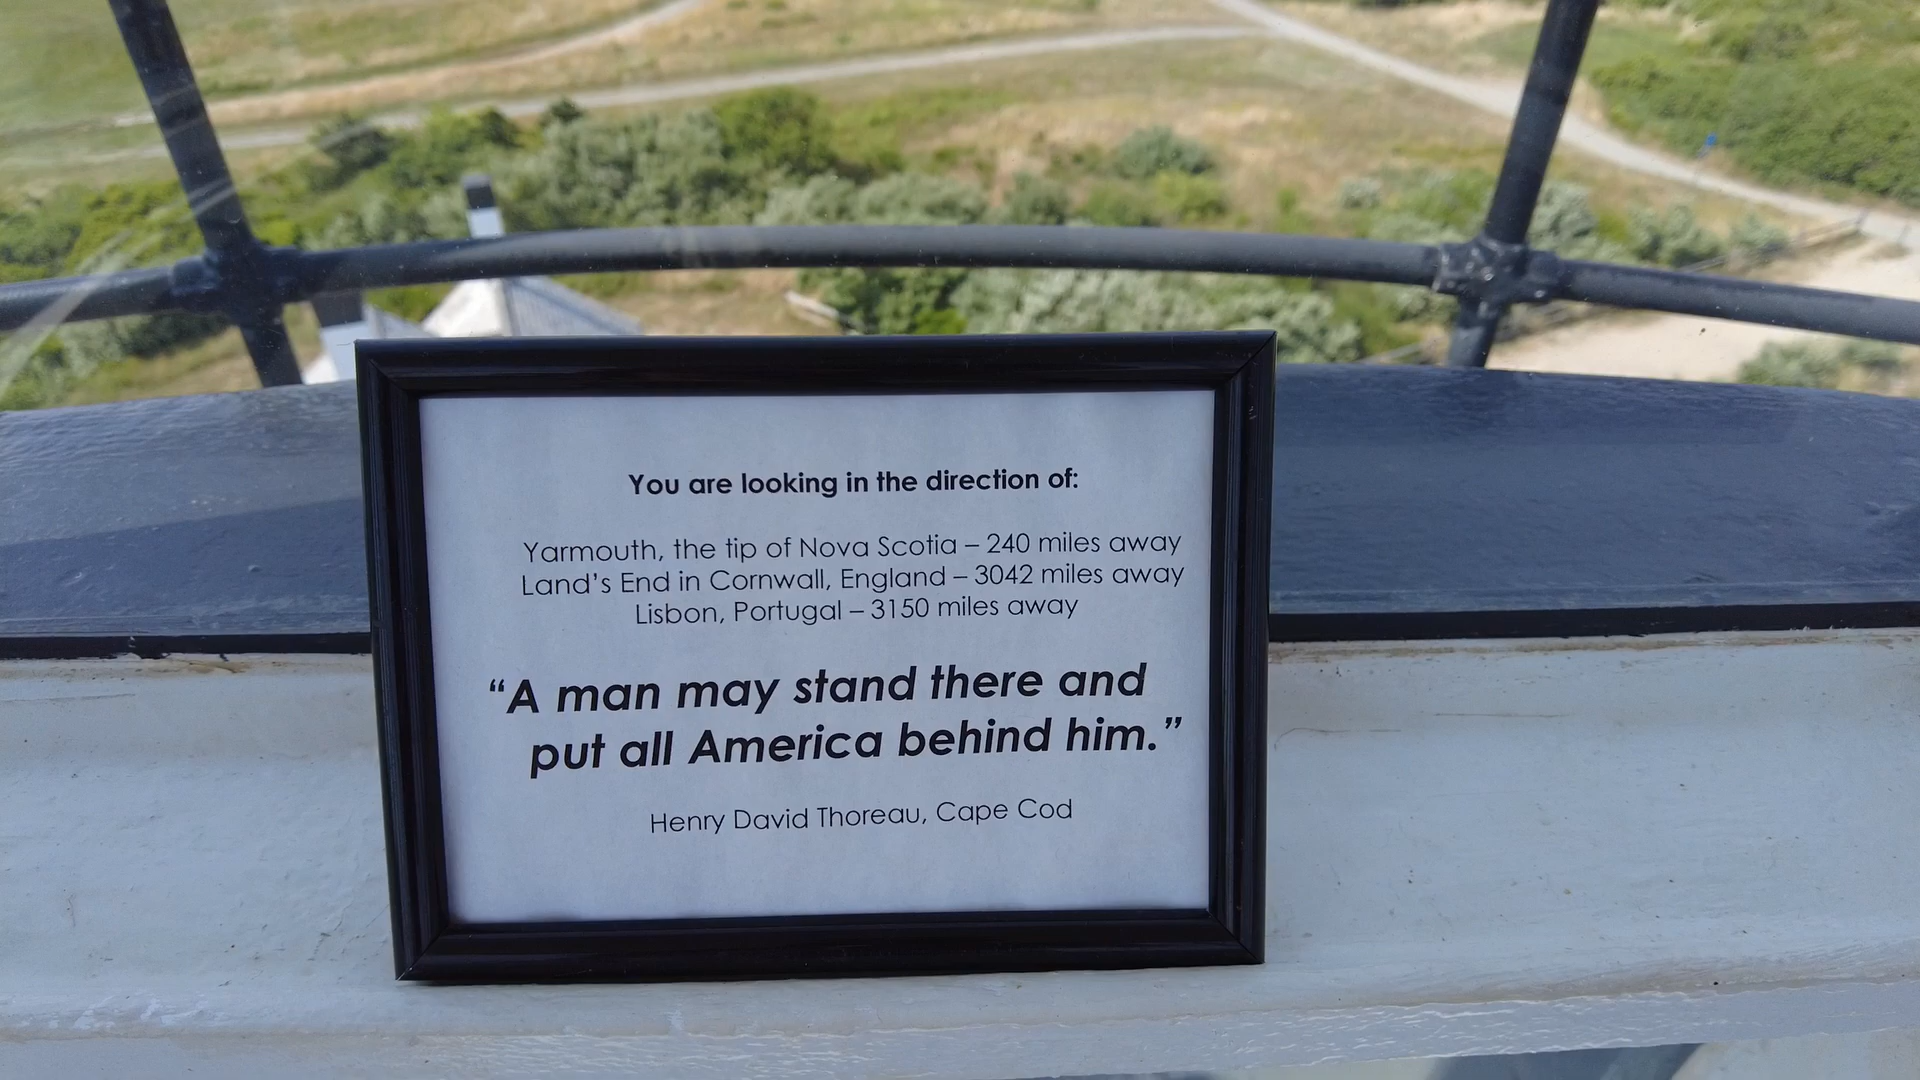 You are looking in the direction of:
Yarmouth, the tip of Nova Scotia – 240 miles away
Land’s End in Cornwall, England – 3042 miles away
Lisbon, Portugal – 3150 miles away
“A man may stand there and
put all America behind him.”
Henry David Thoreau, Cape Cod